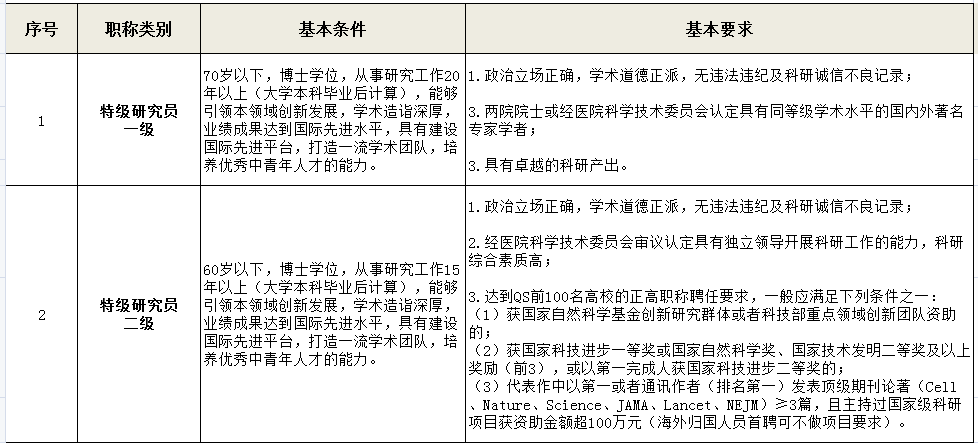 序号
职称类别
基本条件
基本要求
1
特级研究员
一级
70岁以下，博士学位，从事研究工作20
年以上（大学本科毕业后计算），能够
引领本领域创新发展，学术造诣深厚，
业绩成果达到国际先进水平，具有建设
国际先进平台，打造一流学术团队，培
养优秀中青年人才的能力。
1.政治立场正确，学术道德正派，无违法违纪及科研诚信不良记录；
3.两院院士或经医院科学技术委员会认定具有同等级学术水平的国内外著名
专家学者；
3.具有卓越的科研产出。
2
特级研究员
二级
60岁以下，博士学位，从事研究工作15
年以上（大学本科毕业后计算），能够
引领本领域创新发展，学术造诣深厚，
业绩成果达到国际先进水平，具有建设
国际先进平台，打造一流学术团队，培
养优秀中青年人才的能力。
1.政治立场正确，学术道德正派，无违法违纪及科研诚信不良记录；
2.经医院科学技术委员会审议认定具有独立领导开展科研工作的能力，科研
综合素质高；
3.达到QS前100名高校的正高职称聘任要求，一般应满足下列条件之一：
（1）获国家自然科学基金创新研究群体或者科技部重点领域创新团队资助
的；
（2）获国家科技进步一等奖或国家自然科学奖、国家技术发明二等奖及以上
奖励（前3），或以第一完成人获国家科技进步二等奖的；
（3）代表作中以第一或者通讯作者（排名第一）发表顶级期刊论著（Cell
、Nature、Science、JAMA、Lancet、NEJM）≥3篇，且主持过国家级科研
项目获资助金额超100万元（海外归国人员首聘可不做项目要求）。